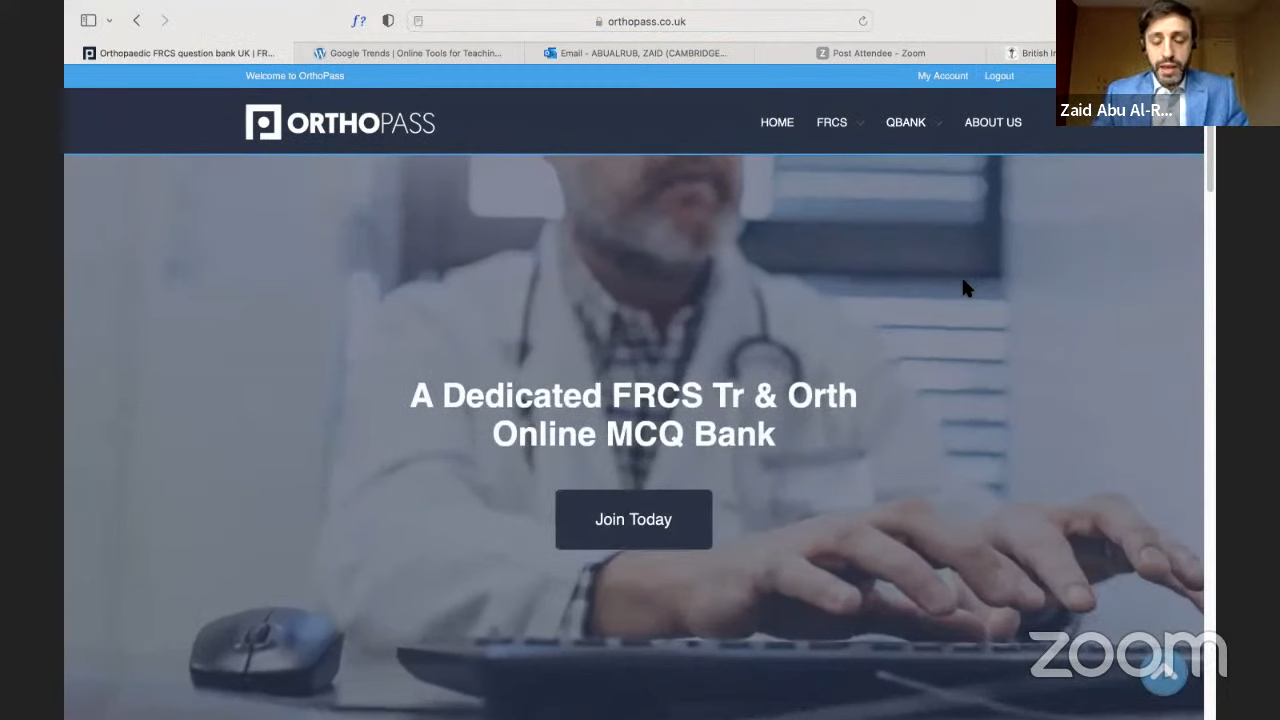 orthopass.co.uk
Orthopaedic FRCS question bank UK | FR...
Google Trends | Online Tools for Teachin...
Email - ABUALRUB, ZAID (CAMBRIDGE...
Post Attendee - Zoom
British In
Welcome to OrthoPass
My Account
Logout
Zaid Abu Al-R...
ORTHOPASS
HOME
FRCS
QBANK
ABOUT US
A Dedicated FRCS Tr & Orth
Online MCQ Bank
Join Today
zoom